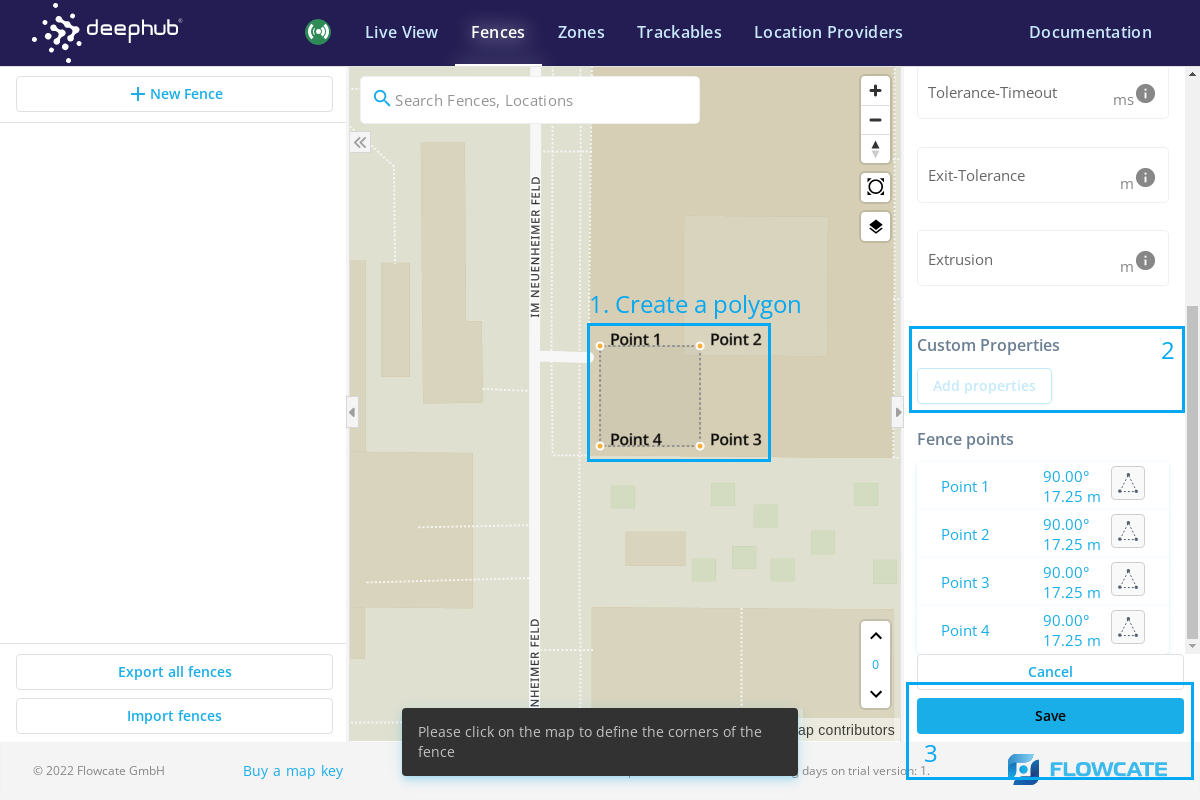 deephub®
Live View
Fences
Zones
Trackables
Location Providers
Documentation
New Fence
Search Fences, Locations
IM NEUENHEIMER FELD
1. Create a polygon
Point 1
Point 2
Point 4
Point 3
NHEIMER FELD
0
ap contributors
Tolerance-Timeout
ms
Exit-Tolerance
m
Extrusion
m
Custom Properties
2
Add properties
Fence points
Point 1
90.00°
17.25 m
Point 2
90.00°
17.25 m
Point 3
90.00°
17.25 m
Point 4
90.00°
17.25 m
Cancel
Save
3
Export all fences
Import fences
Please click on the map to define the corners of the
fence
© 2022 Flowcate GmbH
Buy a map key
days on trial version: 1.
FLOWCATE